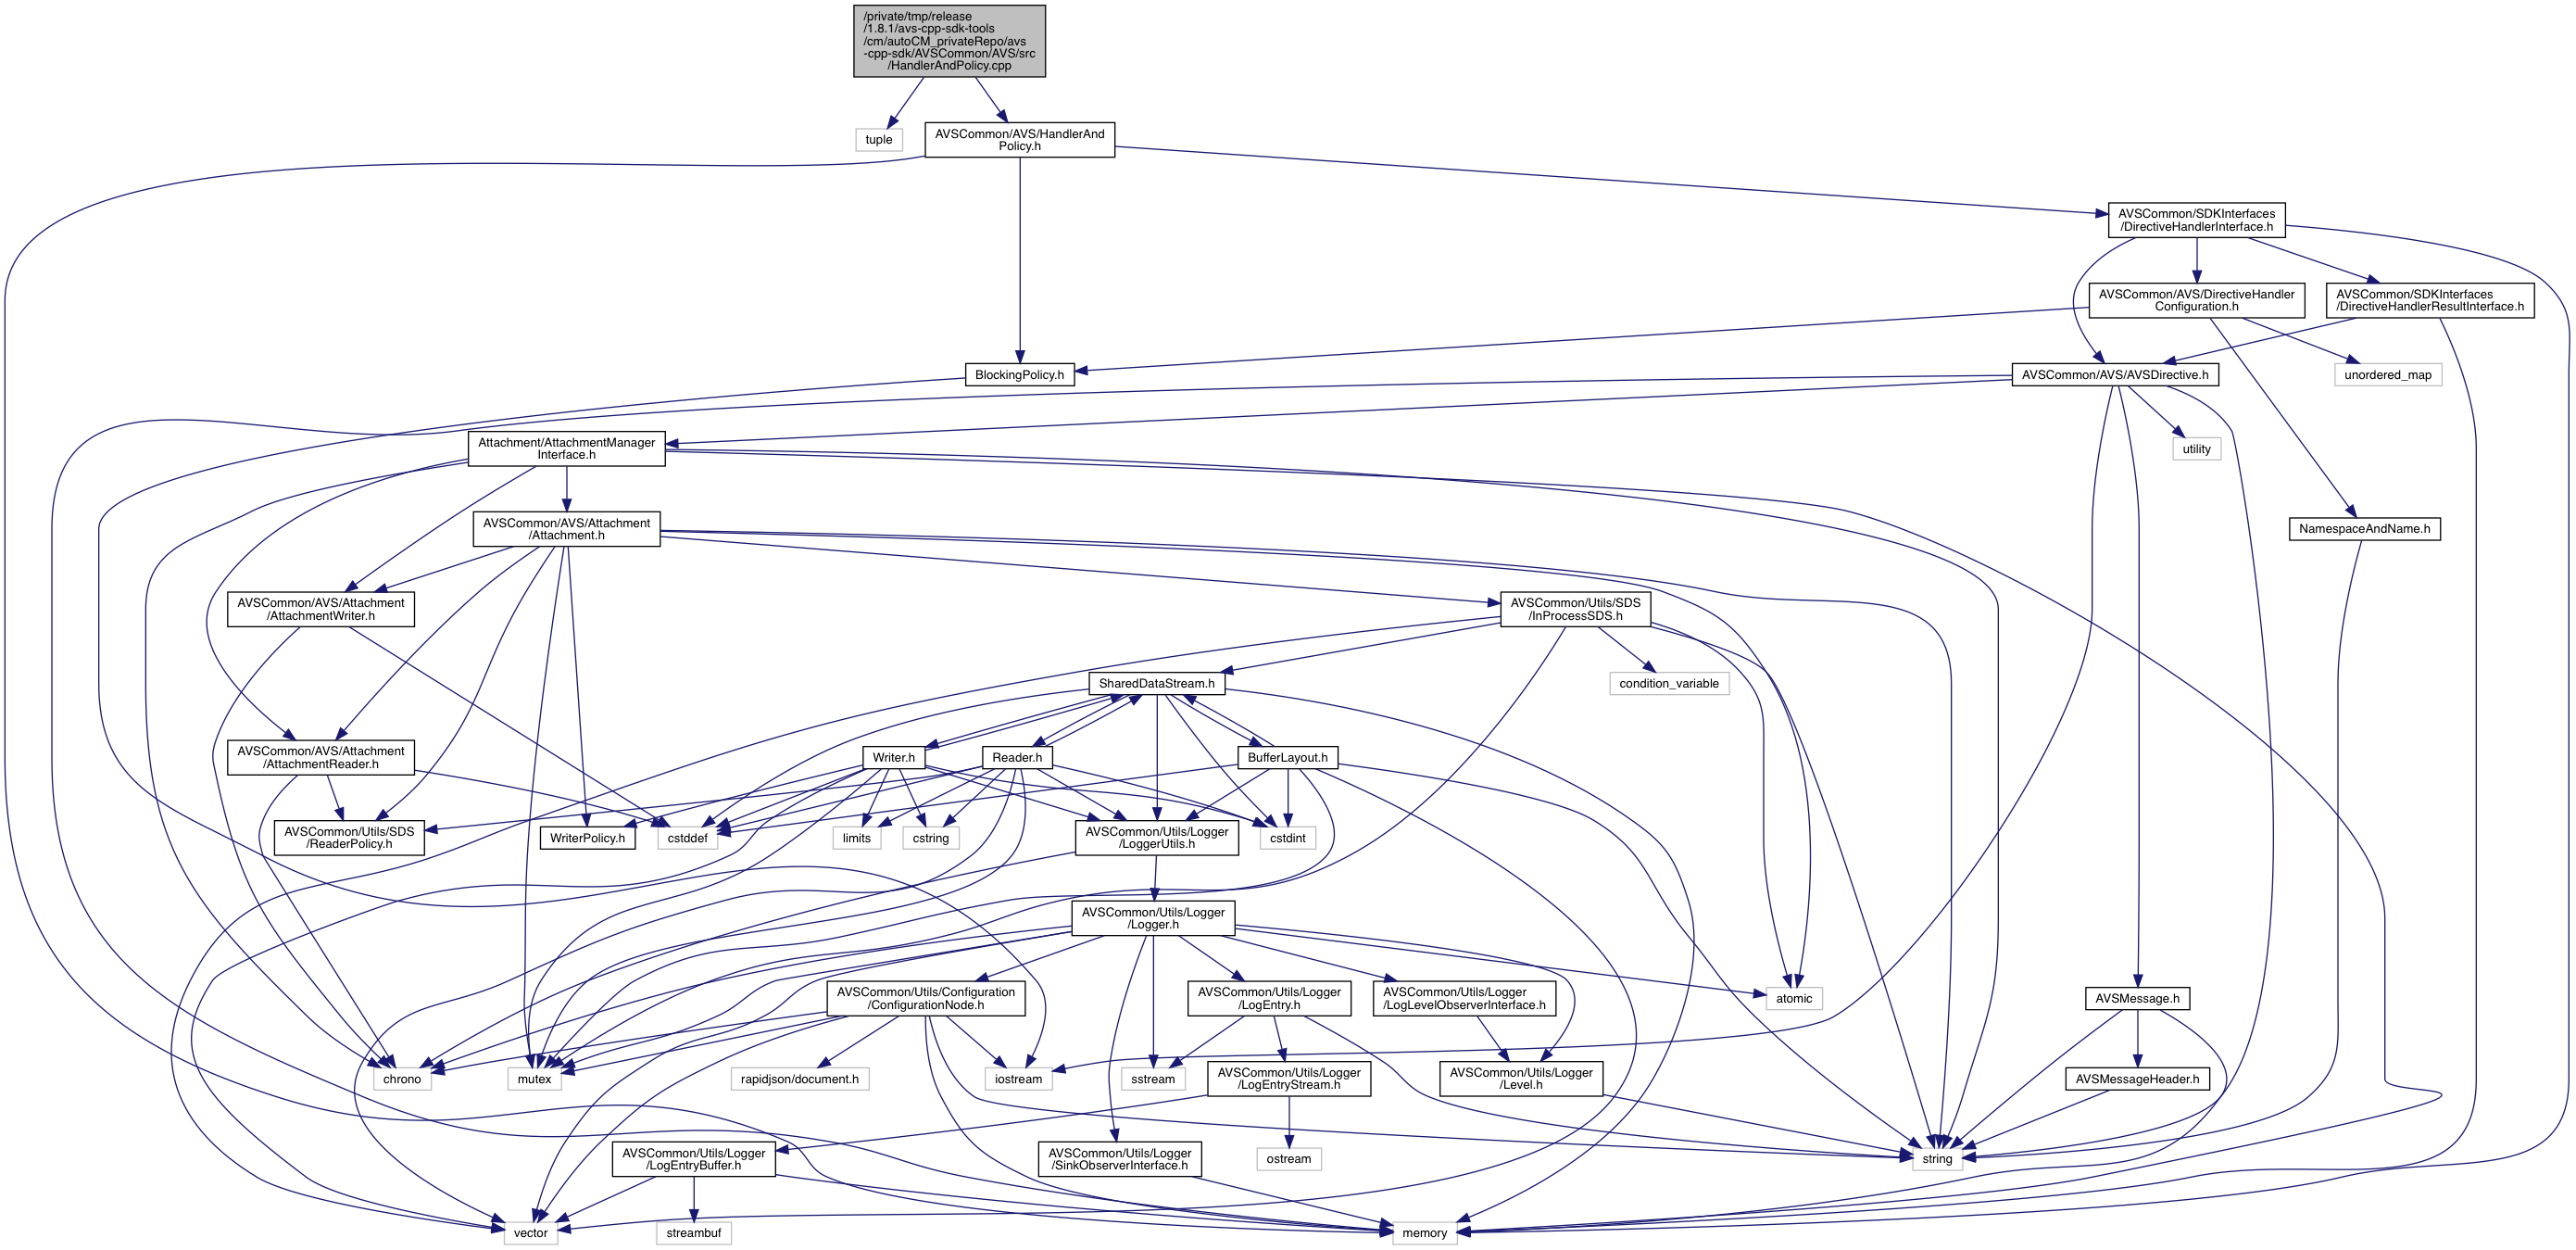 /private/tmp/release
/1.8.1/avs-cpp-sdk-tools
/cm/autoCM_privateRepo/avs
-cpp-sdk/AVSCommon/AVS/src
/HandlerAndPolicy.cpp
tuple
AVSCommon/AVS/HandlerAnd
Policy.h
AVSCommon/SDKInterfaces
/DirectiveHandlerInterface.h
AVSCommon/AVS/DirectiveHandler
Configuration.h
AVSCommon/SDKInterfaces
/DirectiveHandlerResultInterface.h
BlockingPolicy.h
AVSCommon/AVS/AVSDirective.h
unordered_map
Attachment/AttachmentManager
Interface.h
utility
AVSCommon/AVS/Attachment
/Attachment.h
NamespaceAndName.h
AVSCommon/AVS/Attachment
/AttachmentWriter.h
AVSCommon/Utils/SDS
/InProcessSDS.h
SharedDataStream.h
condition_variable
AVSCommon/AVS/Attachment
/AttachmentReader.h
Writer.h
Reader.h
BufferLayout.h
AVSCommon/Utils/SDS
/ReaderPolicy.h
WriterPolicy.h
cstddef
limits
cstring
AVSCommon/Utils/Logger
/LoggerUtils.h
cstdint
AVSCommon/Utils/Logger
/Logger.h
AVSCommon/Utils/Configuration
/ConfigurationNode.h
AVSCommon/Utils/Logger
/LogEntry.h
AVSCommon/Utils/Logger
/LogLevelObserverInterface.h
atomic
AVSMessage.h
chrono
mutex
rapidjson/document.h
iostream
sstream
AVSCommon/Utils/Logger
/LogEntryStream.h
AVSCommon/Utils/Logger
/Level.h
AVSMessageHeader.h
AVSCommon/Utils/Logger
/LogEntryBuffer.h
AVSCommon/Utils/Logger
/SinkObserverInterface.h
ostream
string
vector
streambuf
memory